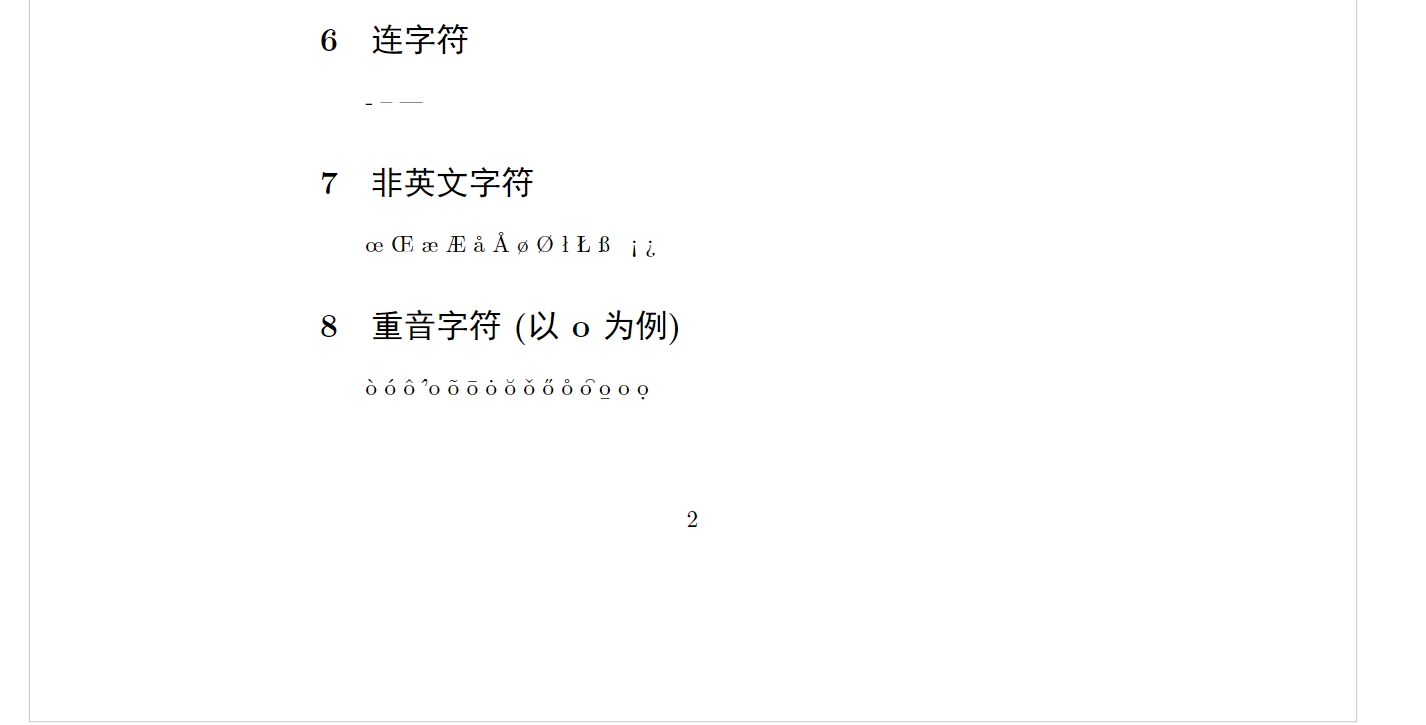 6 连字符
- – —
7 非英文字符
œ Œ æ Æ å Å ø Ø ł Ł ß ¡ ¿
8 重音字符 (以 o 为例)
ò ó ô ̂’o õ ō ȯ ŏ ǒ ő o̊ o͡ o̲ o ọ
2